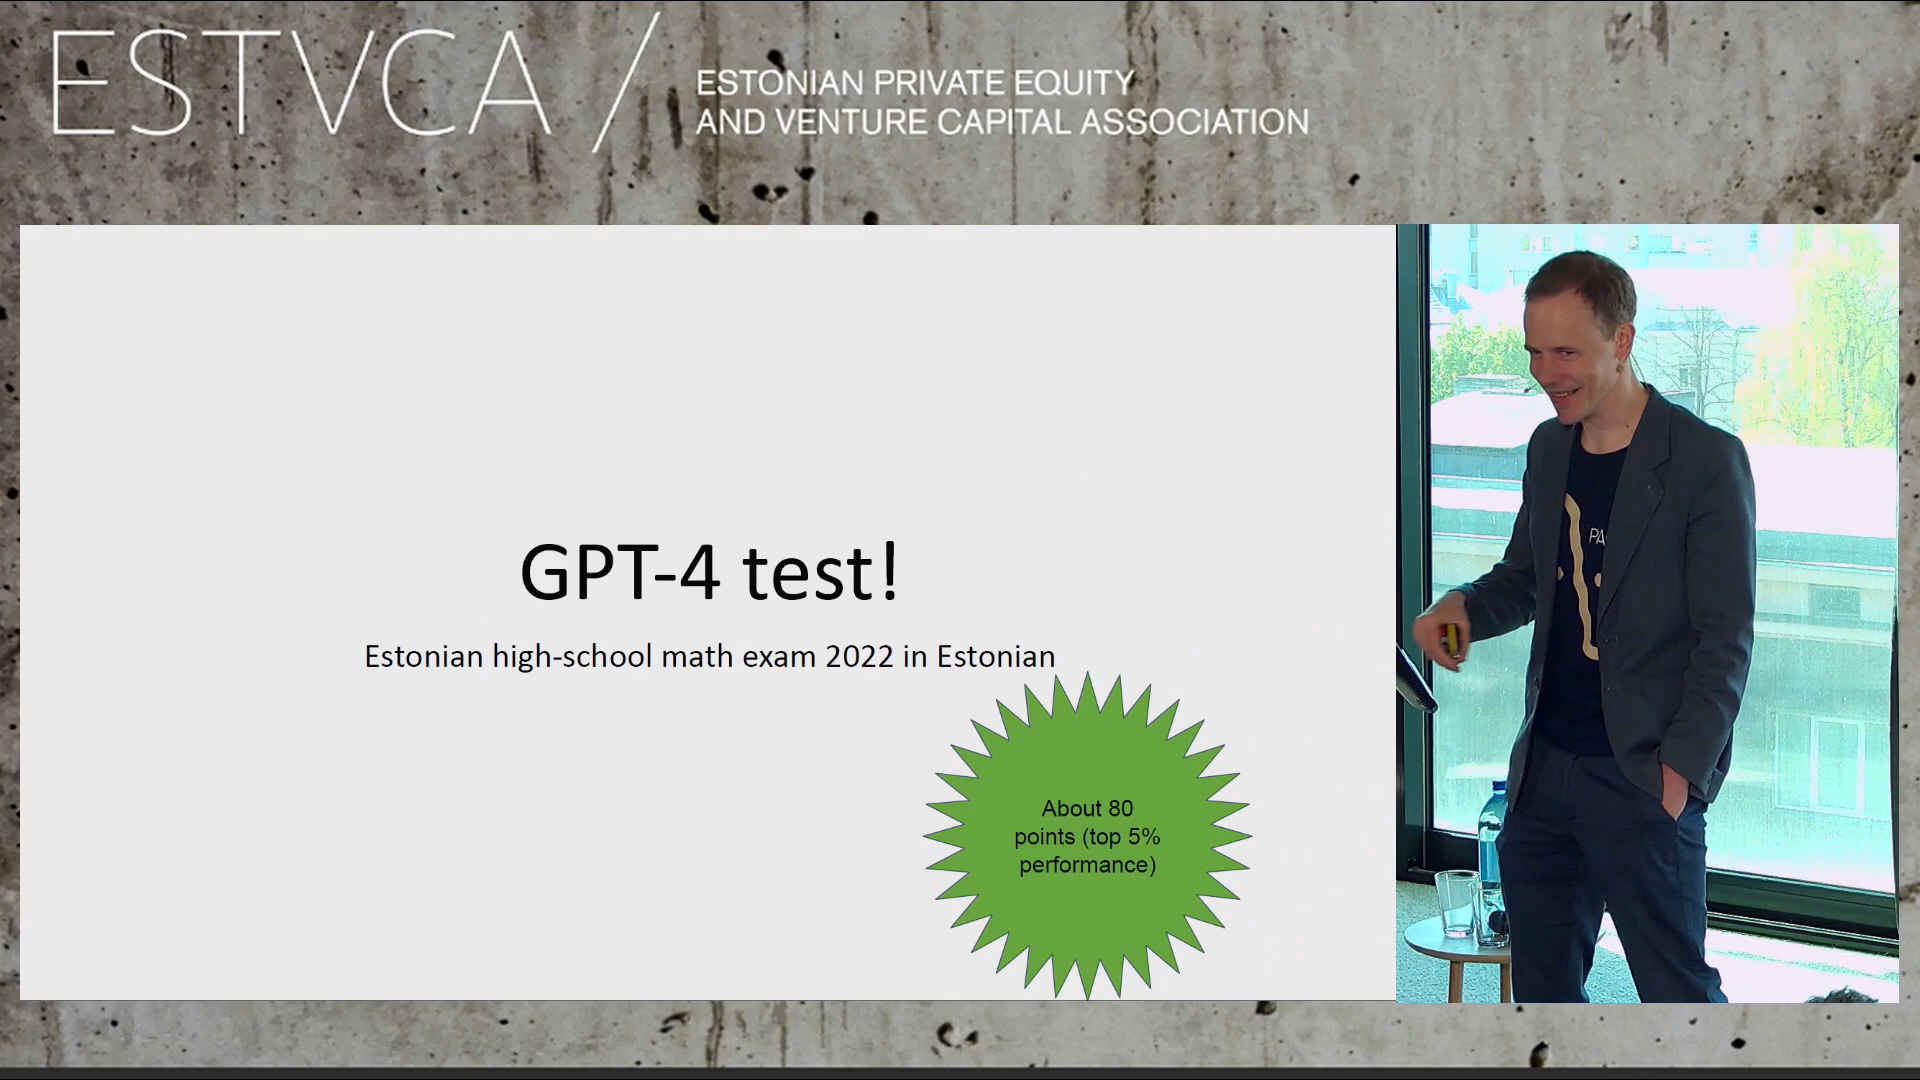 ESTVCA /
ESTONIAN PRIVATE EQUITY
AND VENTURE CAPITAL ASSOCIATION
GPT-4 test!
Estonian high-school math exam 2022 in Estonian
About 80
points (top 5%
performance)
PA